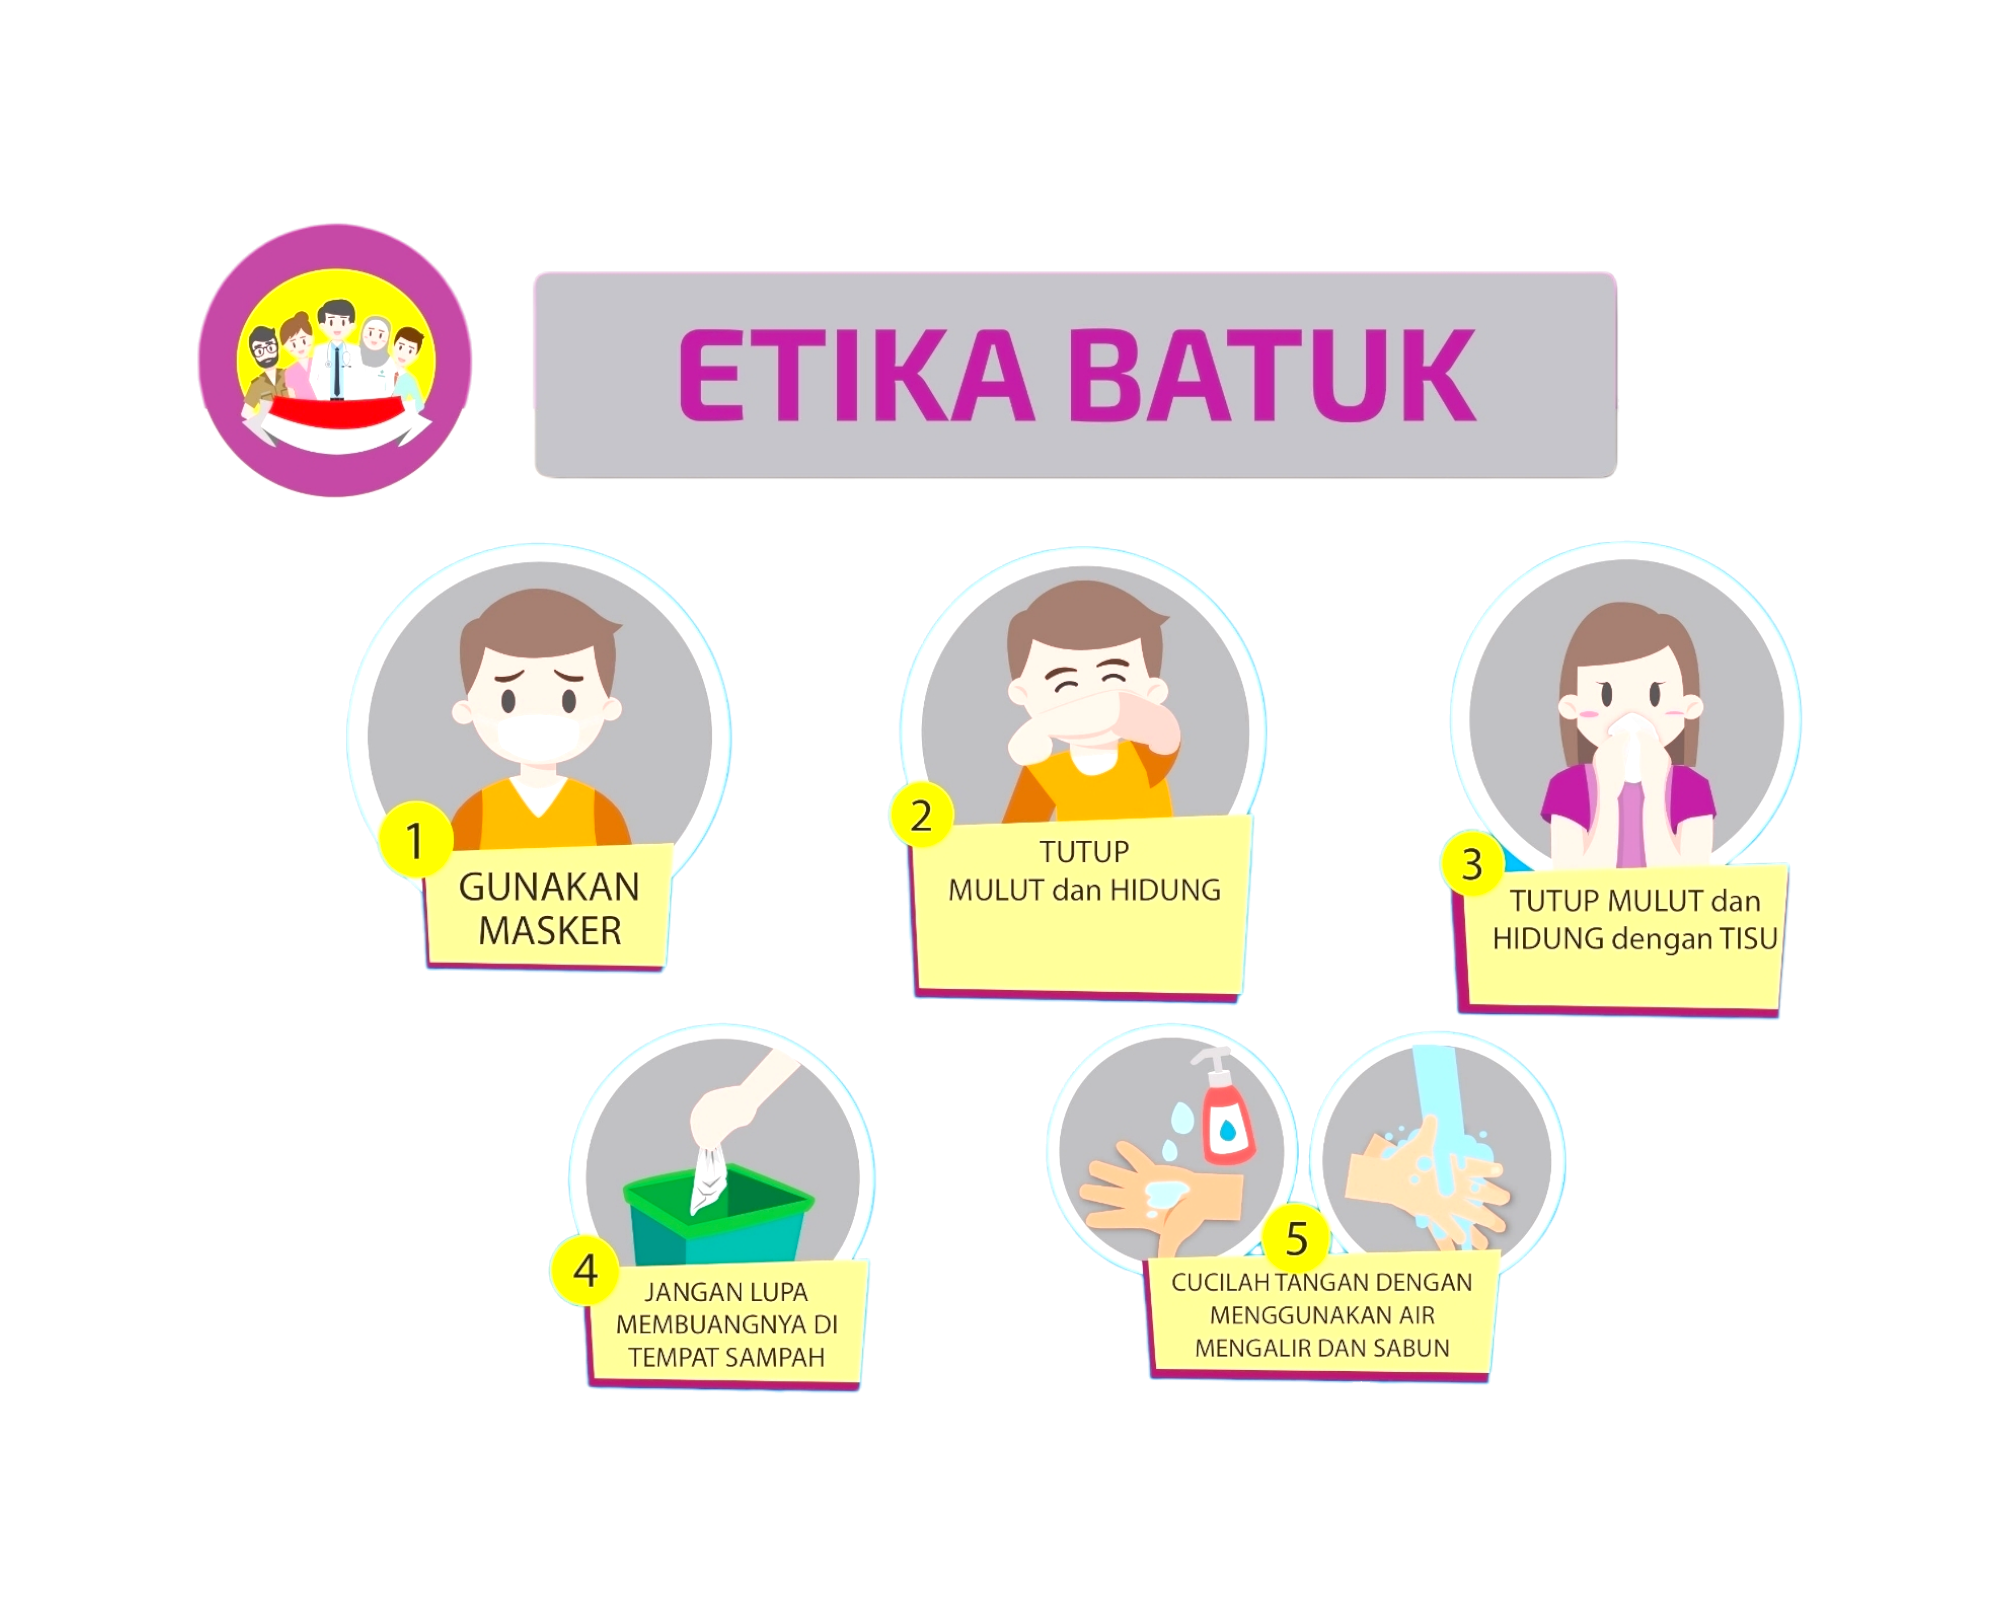 ETIKA BATUK
1
GUNAKAN
MASKER
2
TUTUP
MULUT dan HIDUNG
3
TUTUP MULUT dan
HIDUNG dengan TISU
4
JANGAN LUPA
MEMBUANGNYA DI
TEMPAT SAMPAH
5
CUCILAH TANGAN DENGAN
MENGGUNAKAN AIR
MENGALIR DAN SABUN